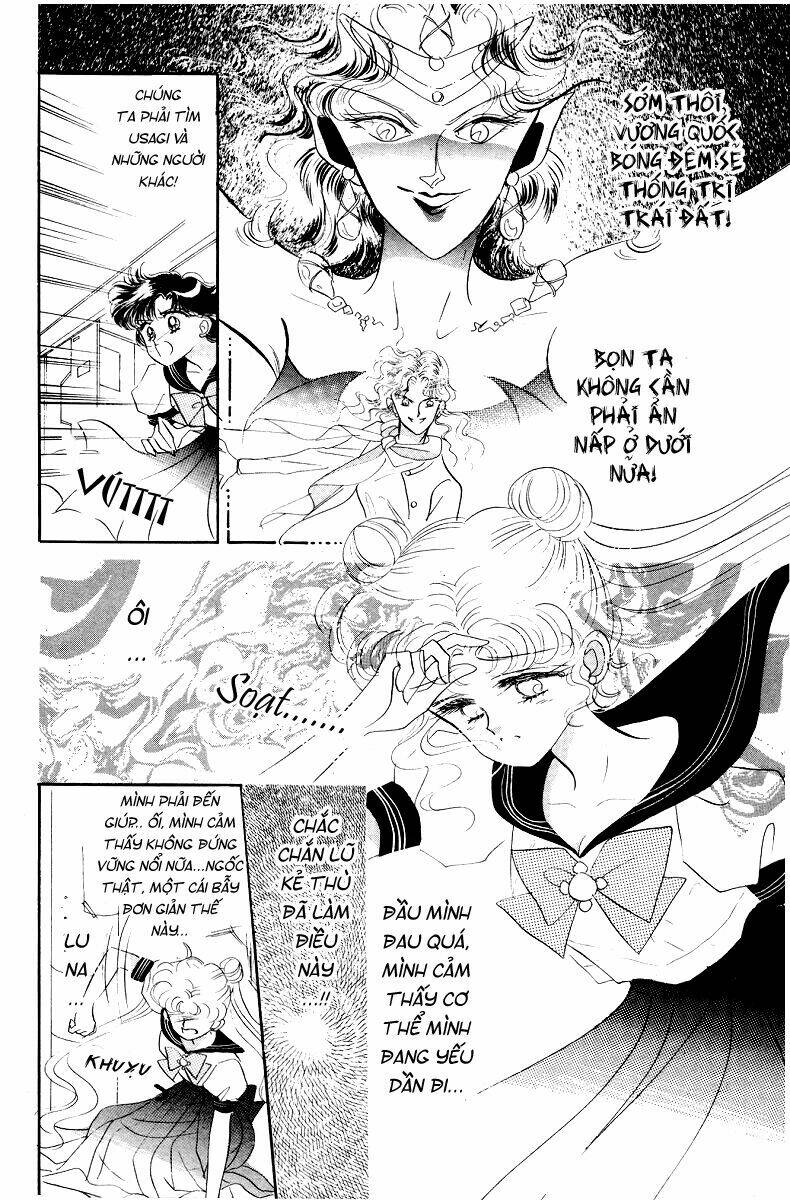 SỚM THÔI,
VƯƠNG QUỐC
BÓNG ĐÊM SẼ
THỐNG TRỊ
TRÁI ĐẤT!
BỌN TA
KHÔNG CẦN
PHẢI ẨN
NẤP Ở DƯỚI
NỮA!
CHÚNG
TA PHẢI TÌM
USAGI VÀ
NHỮNG NGƯỜI
KHÁC!
VÚTTTT
ÔI
...
Soạt.......
ĐẦU MÌNH
ĐAU QUÁ,
MÌNH CẢM
THẤY CƠ
THỂ MÌNH
ĐANG YẾU
DẦN ĐI...
CHẮC
CHẮN LŨ
KẺ THÙ
ĐÃ LÀM
ĐIỀU
NÀY
...!!
MÌNH PHẢI ĐẾN
GIÚP.. ỐI, MÌNH CẢM
THẤY KHÔNG ĐỨNG
VỮNG NỔI NỮA...NGỐC
THẬT, MỘT CÁI BẪY
ĐƠN GIẢN THẾ
NÀY...
LU
NA
...
KHUỴU